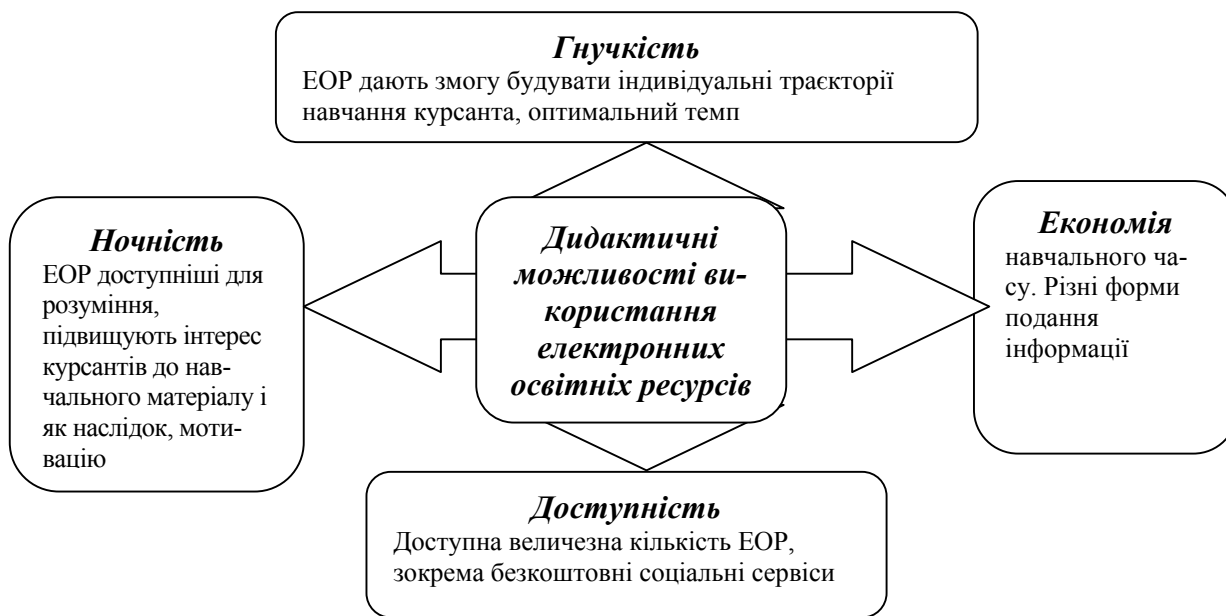 Гнучкість
ЕОР дають змогу будувати індивідуальні траєкторії
навчання курсанта, оптимальний темп
Ночність
ЕОР доступніші для
розуміння,
підвищують інтерес
курсантів до нав-
чального матеріалу і
як наслідок, моти-
вацію
Дидактичні
можливості ви-
користання
електронних
освітніх ресурсів
Економія
навчального ча-
су. Різні форми
подання
інформації
Доступність
Доступна величезна кількість ЕОР,
зокрема безкоштовні соціальні сервіси